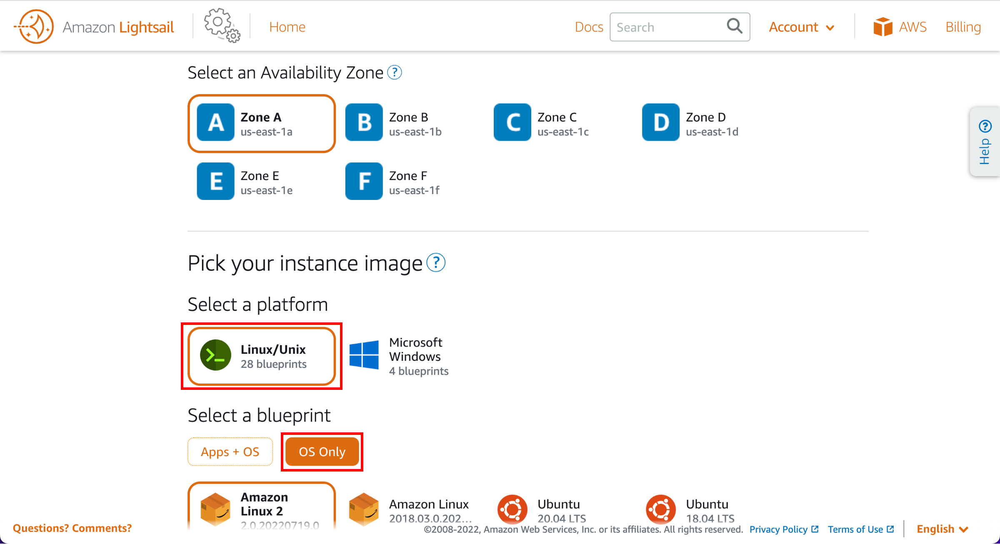 Amazon Lightsail
Home
Docs
Search
Account
AWS
Billing
Select an Availability Zone ?
A
Zone A
us-east-1a
B
Zone B
us-east-1b
C
Zone C
us-east-1c
D
Zone D
us-east-1d
E
Zone E
us-east-1e
F
Zone F
us-east-1f
Help ?
Pick your instance image ?
Select a platform
Linux/Unix
28 blueprints
Microsoft
Windows
4 blueprints
Select a blueprint
Apps + OS
OS Only
Amazon
Linux 2
2.0.20220719.0
Amazon Linux
2018.03.0.202...
Ubuntu
20.04 LTS
Ubuntu
18.04 LTS
Questions? Comments?
©2008-2022, Amazon Web Services, Inc. or its affiliates. All rights reserved.
Privacy Policy
Terms of Use
English